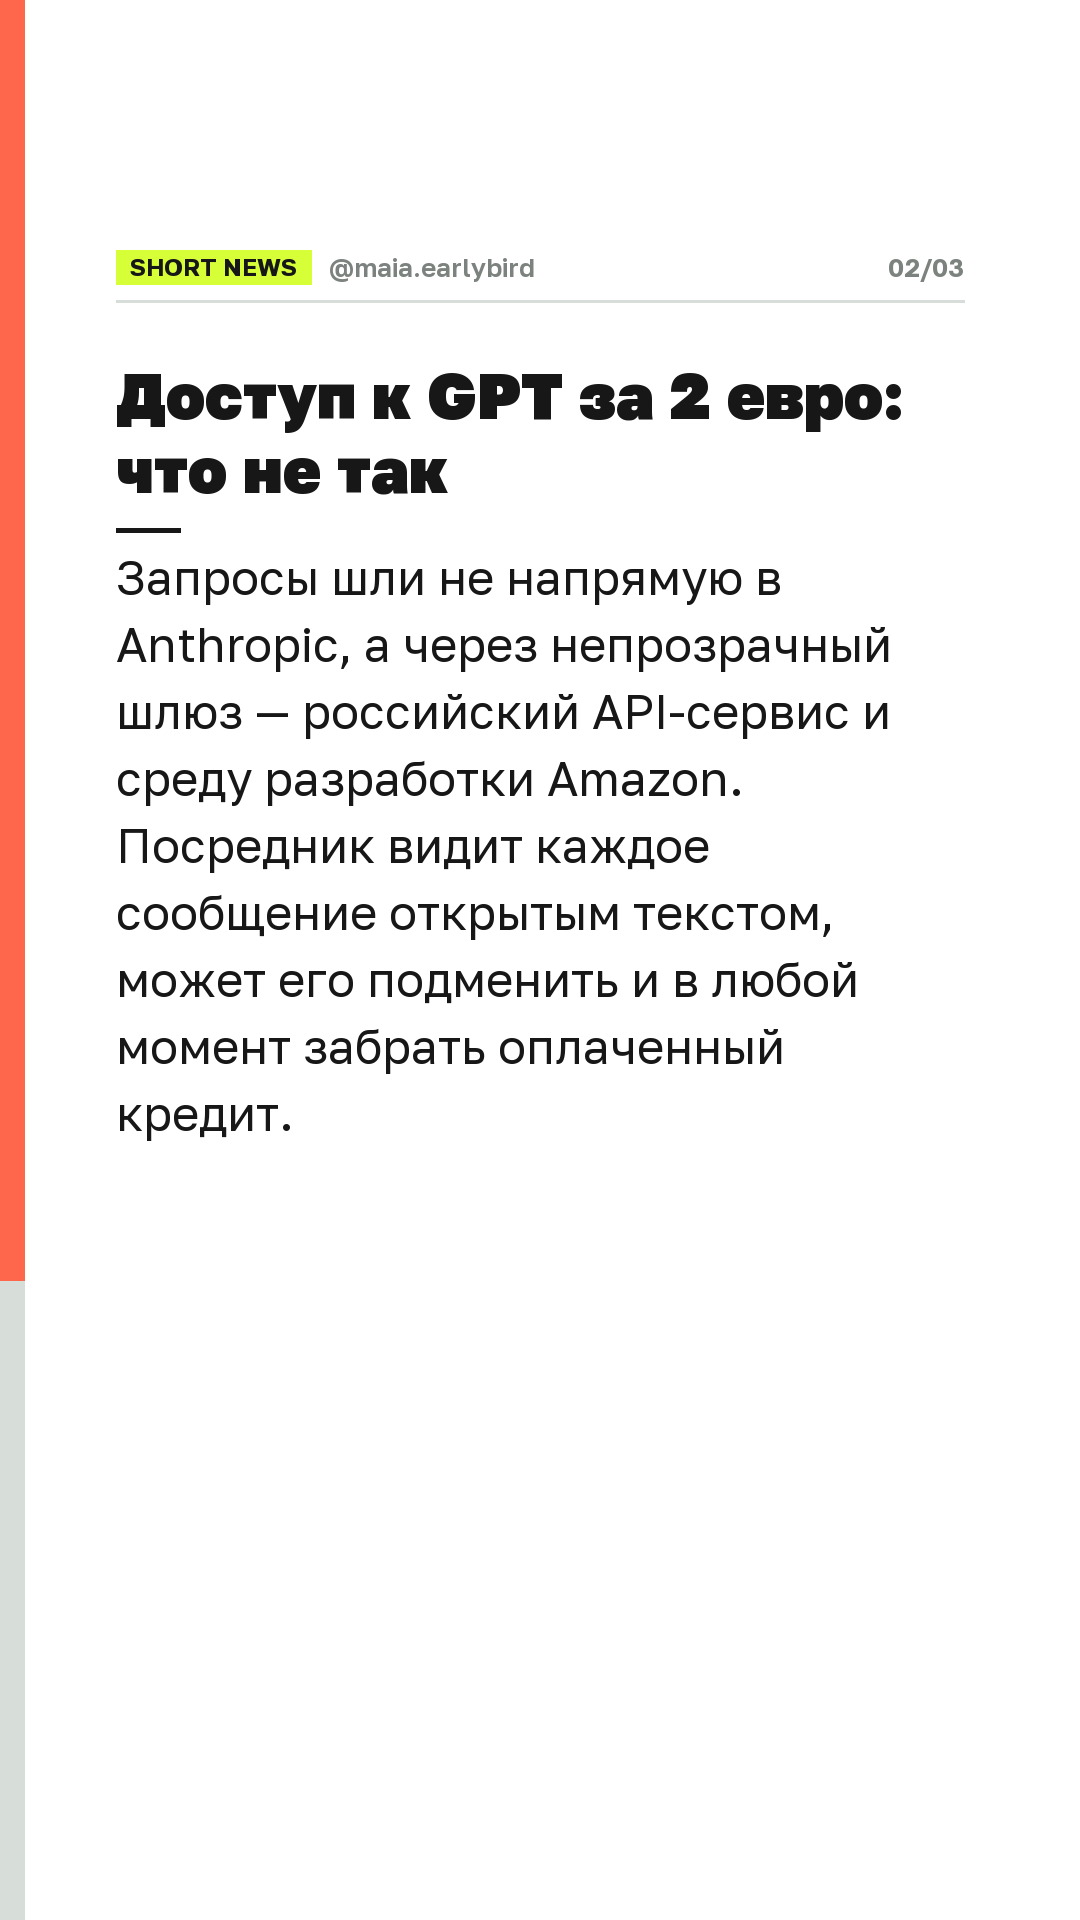 SHORT NEWS @maia.earlybird 02/03
Доступ к GPT за 2 евро:
что не так
Запросы шли не напрямую в
Anthropic, а через непрозрачный
шлюз — российский API-сервис и
среду разработки Amazon.
Посредник видит каждое
сообщение открытым текстом,
может его подменить и в любой
момент забрать оплаченный
кредит.